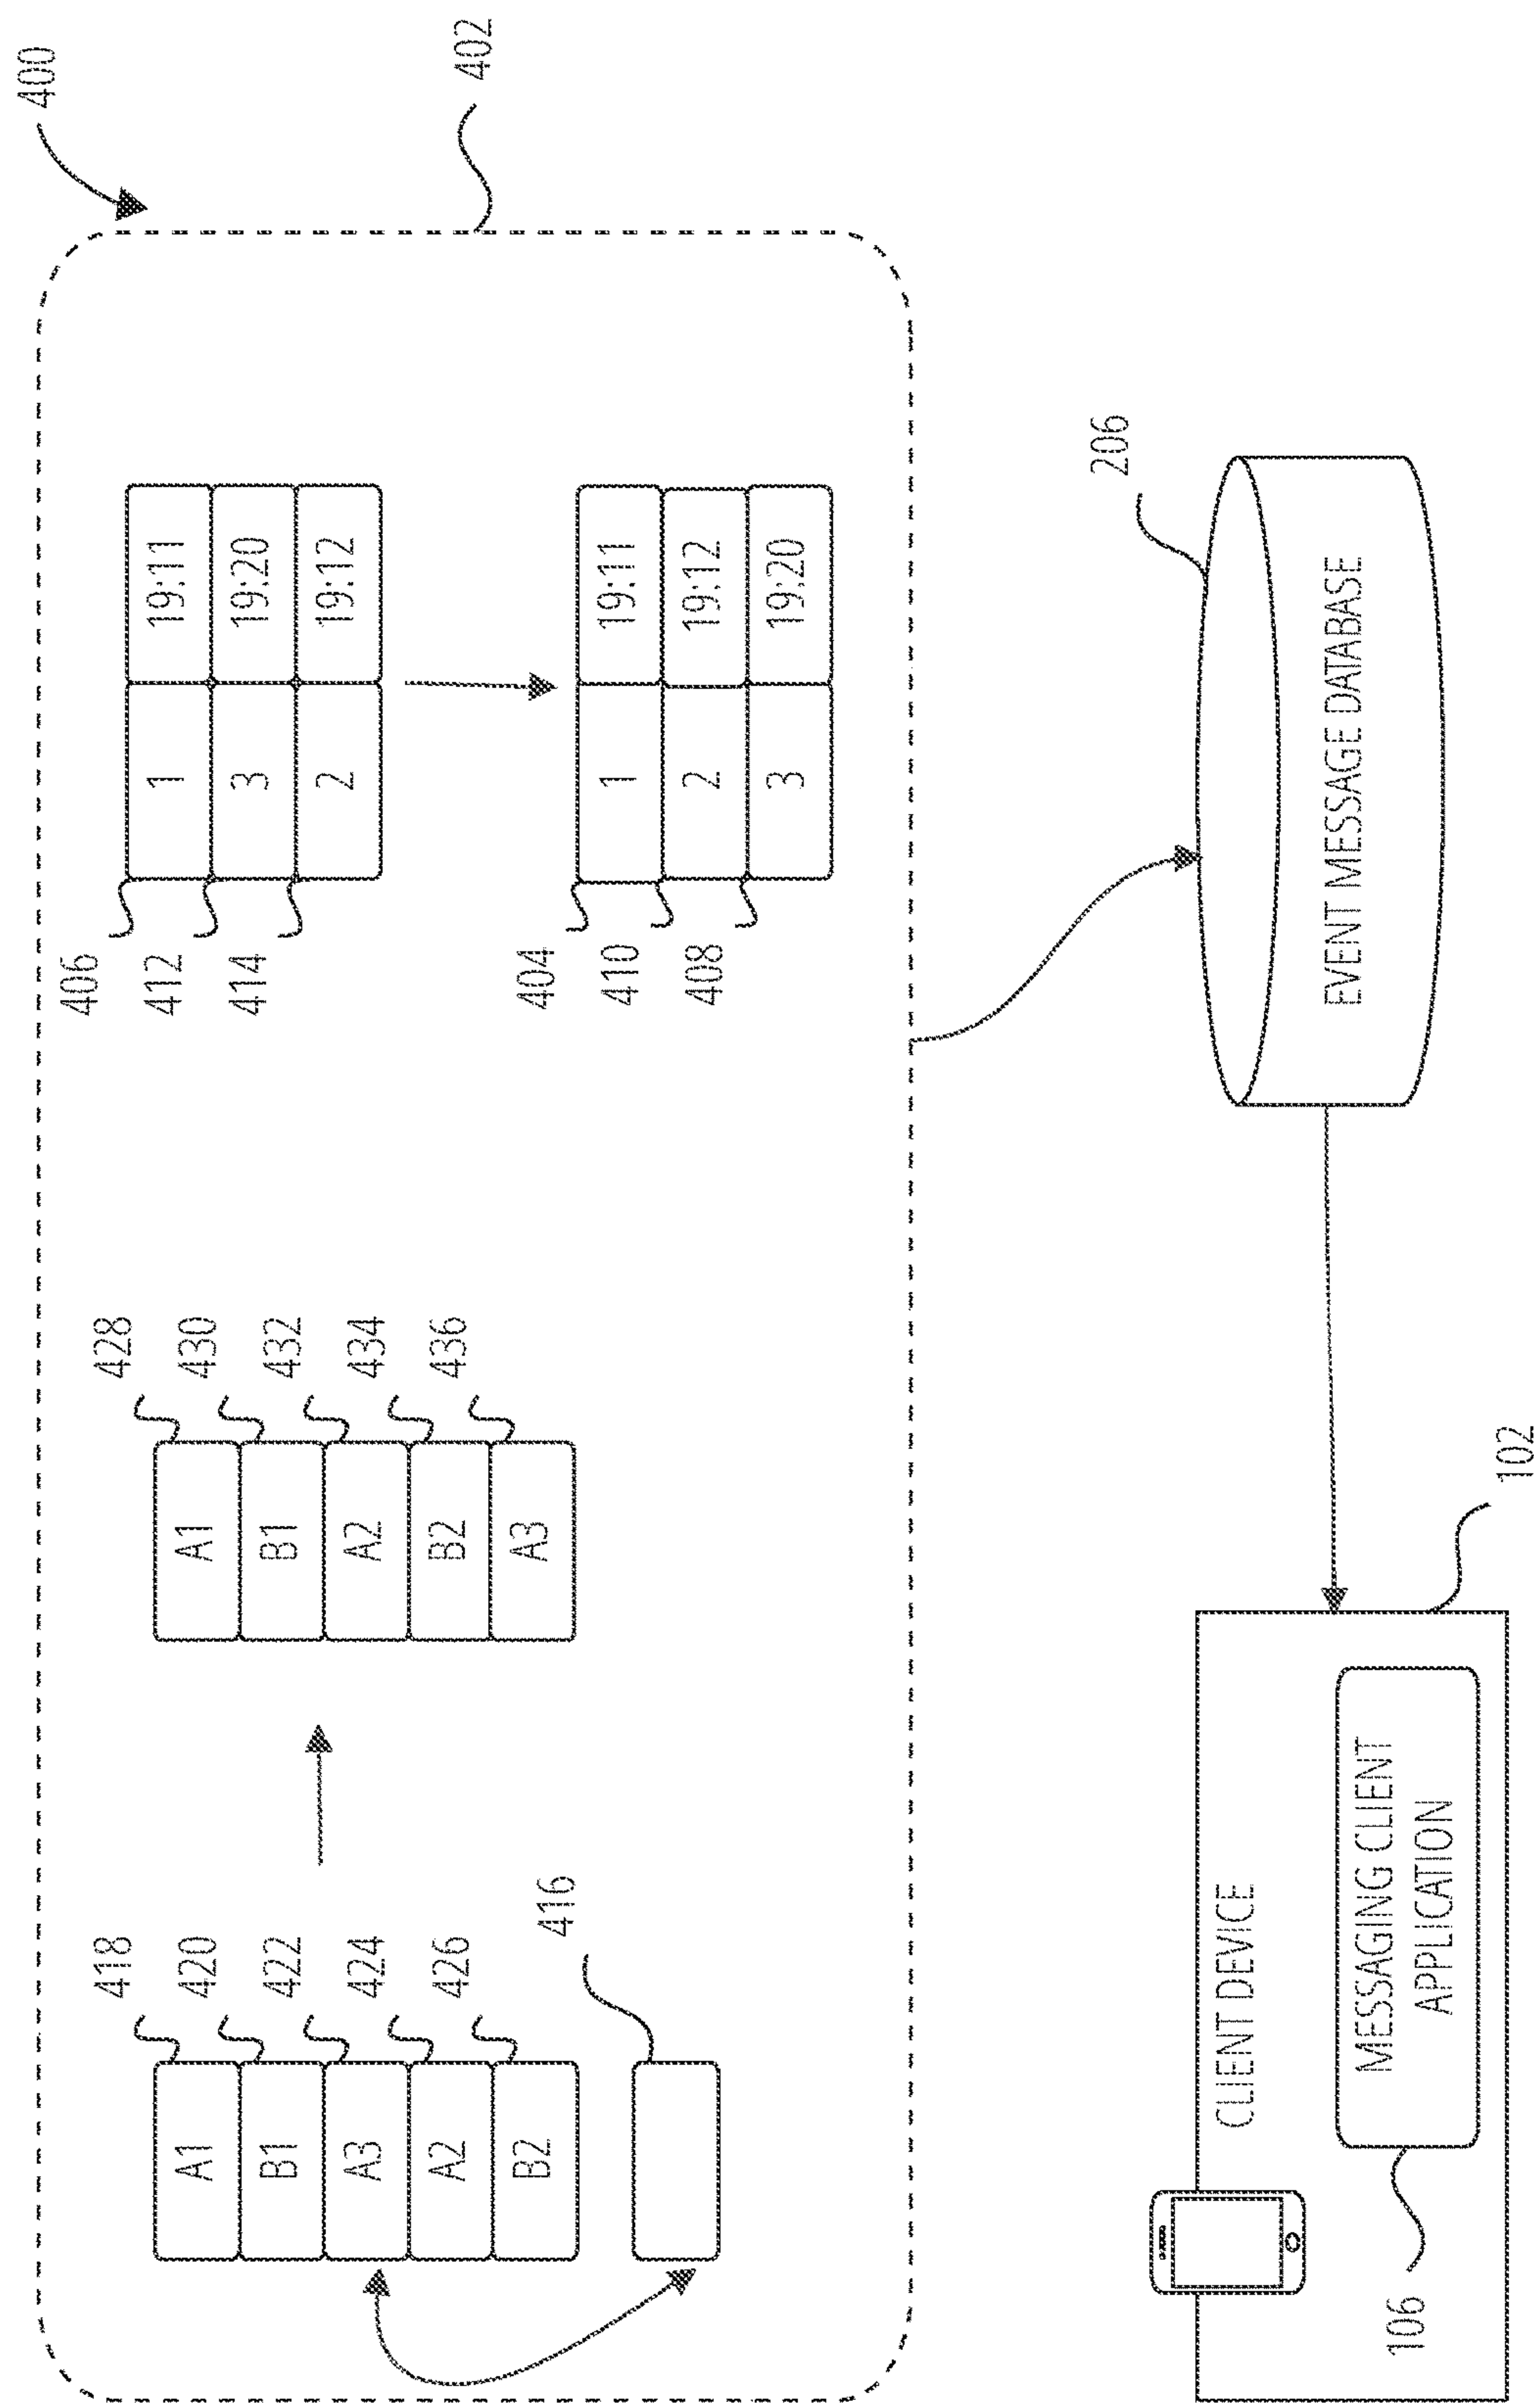 400
402
418
A1
420
B1
422
A3
424
A2
426
B2
416
428
A1
430
B1
432
A2
434
B2
436
A3
406
1 19:11
412
3 19:20
414
2 19:12
404
1 19:11
410
2 19:12
408
3 19:20
CLIENT DEVICE
MESSAGING CLIENT
APPLICATION
106
102
206
EVENT MESSAGE DATABASE